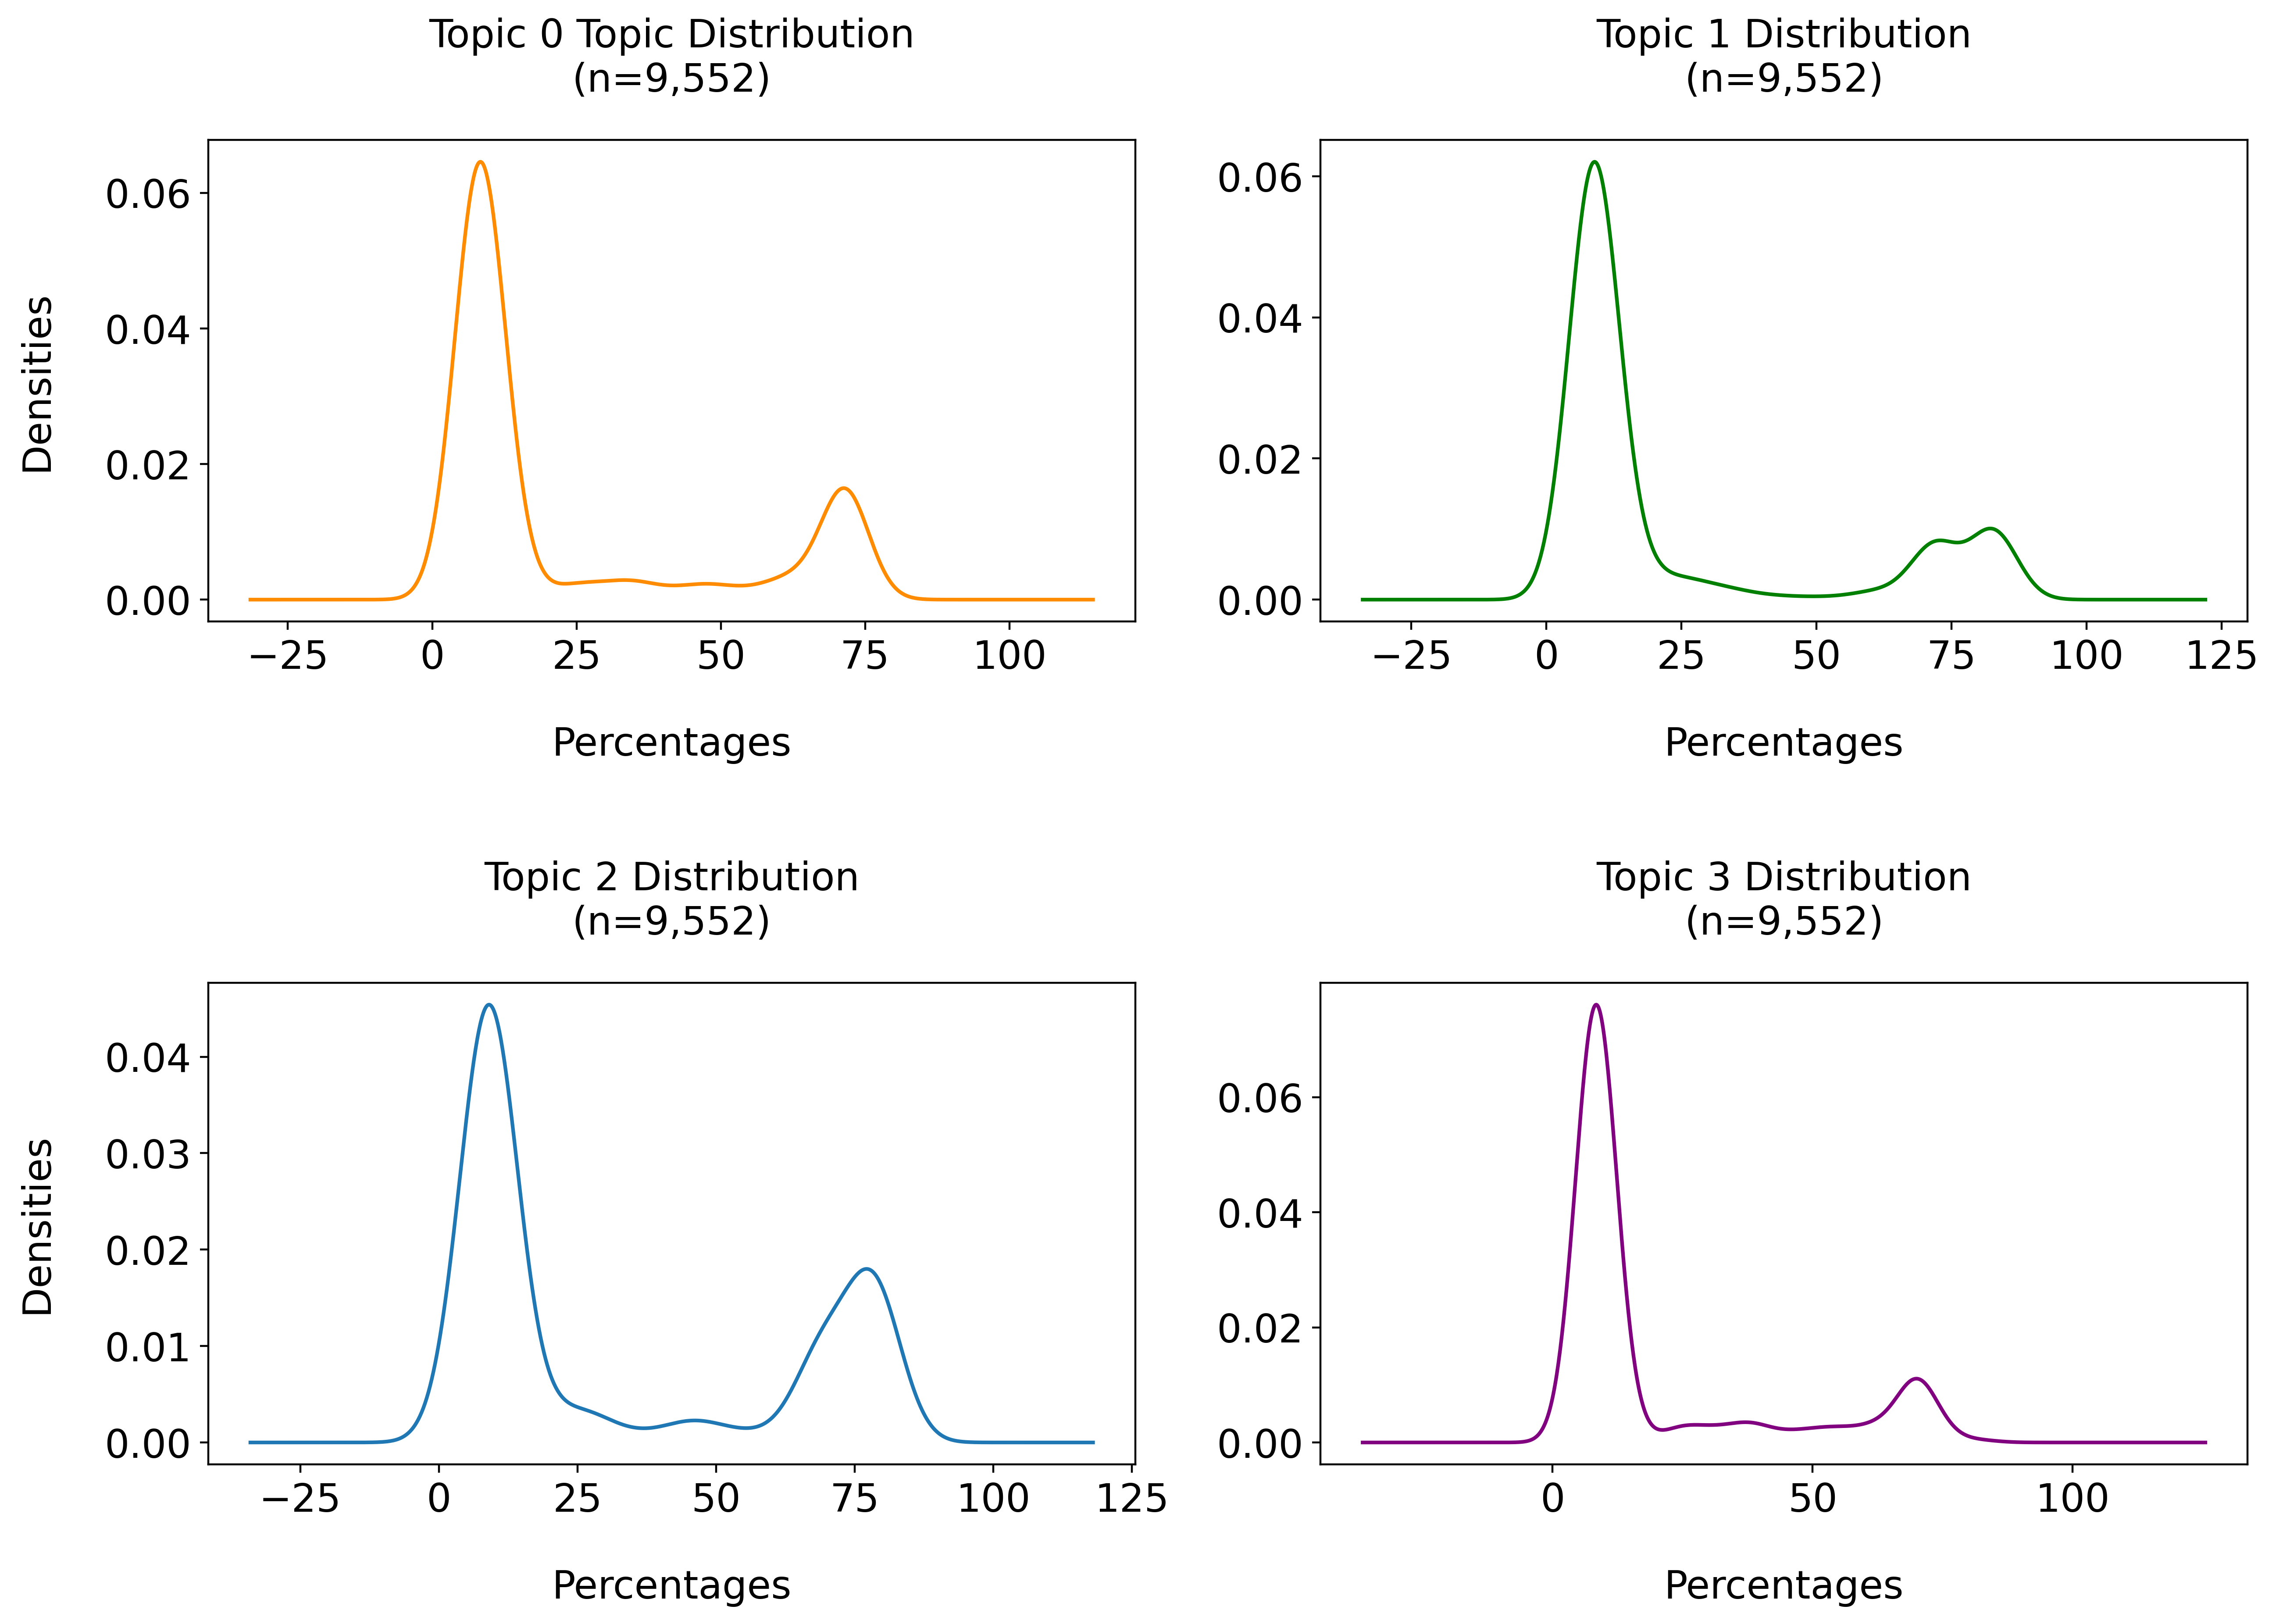 Topic 0 Topic Distribution
(n=9,552)
Densities
0.06
0.04
0.02
0.00
−25 0 25 50 75 100
Percentages
Topic 1 Distribution
(n=9,552)
0.06
0.04
0.02
0.00
−25 0 25 50 75 100 125
Percentages
Topic 2 Distribution
(n=9,552)
Densities
0.04
0.03
0.02
0.01
0.00
−25 0 25 50 75 100 125
Percentages
Topic 3 Distribution
(n=9,552)
0.06
0.04
0.02
0.00
0 50 100
Percentages